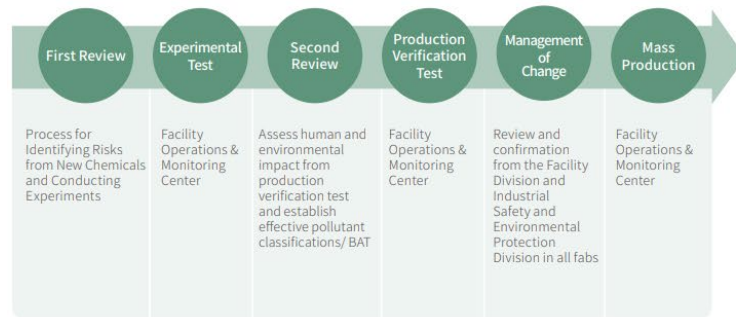 First Review
Experimental
Test
Second
Review
Production
Verification
Test
Management
of
Change
Mass
Production
Process for
Identifying Risks
from New Chemicals
and Conducting
Experiments
Facility
Operations &
Monitoring
Center
Assess human and
environmental
impact from
production
verification test
and establish
effective pollutant
classifications/ BAT
Facility
Operations &
Monitoring
Center
Review and
confirmation
from the Facility
Division and
Industrial
Safety and
Environmental
Protection
Division in all fabs
Facility
Operations &
Monitoring
Center